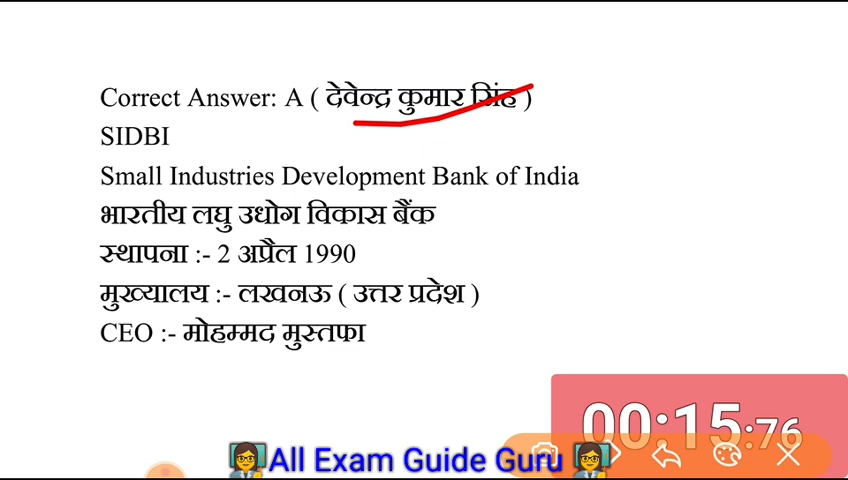 Correct Answer: A ( देवेन्द्र कुमार सिंह )
SIDBI
Small Industries Development Bank of India
भारतीय लघु उधोग विकास बैंक
स्थापना :- 2 अप्रैल 1990
मुख्यालय :- लखनऊ ( उत्तर प्रदेश )
CEO :- मोहम्मद मुस्तफा
00:15:76
All Exam Guide Guru